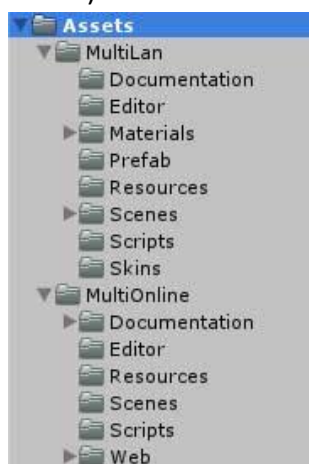 Assets
MultiLan
Documentation
Editor
Materials
Prefab
Resources
Scenes
Scripts
Skins
MultiOnline
Documentation
Editor
Resources
Scenes
Scripts
Web